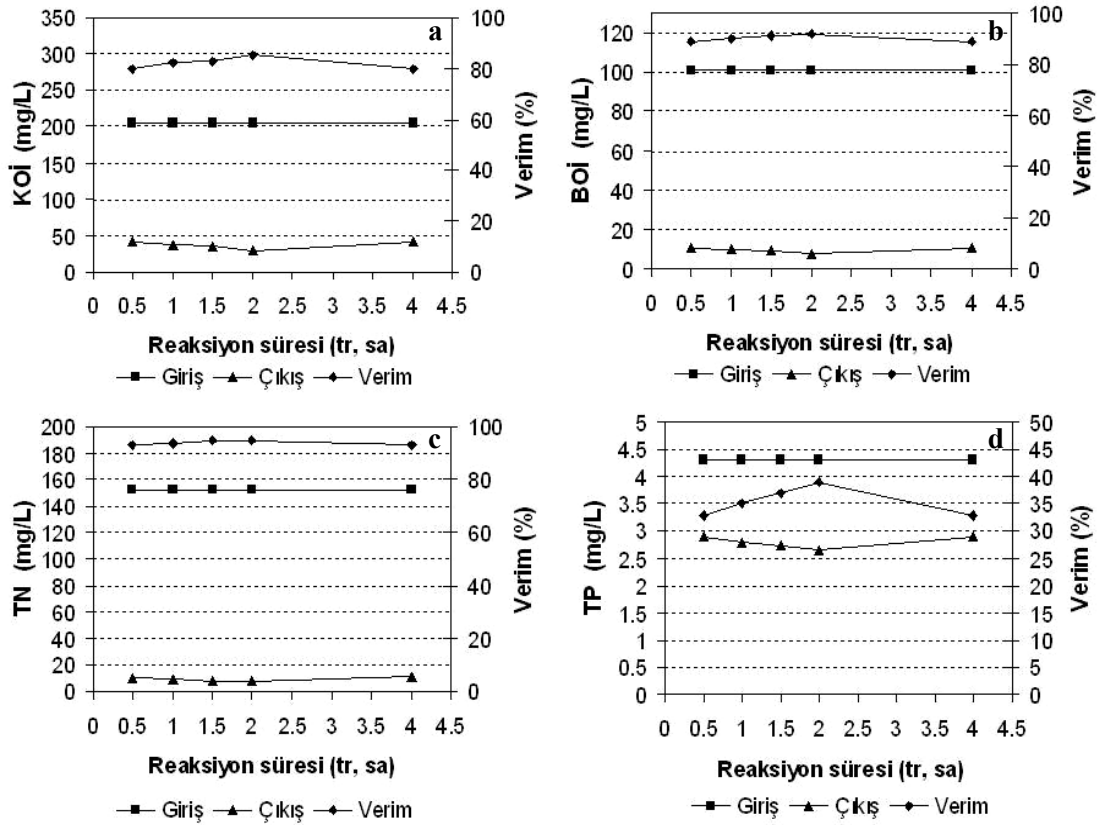 a
KOİ (mg/L)
350
300
250
200
150
100
50
0
100
80
60
40
20
0
Verim (%)
0 0.5 1 1.5 2 2.5 3 3.5 4 4.5
Reaksiyon süresi (tr, sa)
Giriş Çıkış Verim
b
BOİ (mg/L)
120
100
80
60
40
20
0
100
80
60
40
20
0
Verim (%)
0 0.5 1 1.5 2 2.5 3 3.5 4 4.5
Reaksiyon süresi (tr, sa)
Giriş Çıkış Verim
c
TN (mg/L)
200
180
160
140
120
100
80
60
40
20
0
100
80
60
40
20
0
Verim (%)
0 0.5 1 1.5 2 2.5 3 3.5 4 4.5
Reaksiyon süresi (tr, sa)
Giriş Çıkış Verim
d
TP (mg/L)
5
4.5
4
3.5
3
2.5
2
1.5
1
0.5
0
50
45
40
35
30
25
20
15
10
5
0
Verim (%)
0 0.5 1 1.5 2 2.5 3 3.5 4 4.5
Reaksiyon süresi (tr, sa)
Giriş Çıkış Verim